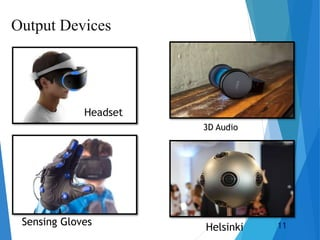 Output Devices
Headset
3D Audio
Sensing Gloves
Helsinki
11